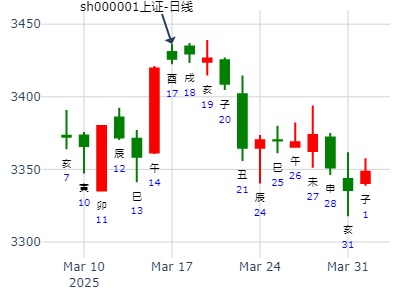 sh000001上证-日线
3450
3400
3350
3300
亥
7
寅
10
卯
11
辰
12
巳
13
午
14
酉
17
戌
18
亥
19
子
20
丑
21
辰
24
巳
25
午
26
未
27
申
28
亥
31
子
1
Mar 10
2025
Mar 17
Mar 24
Mar 31